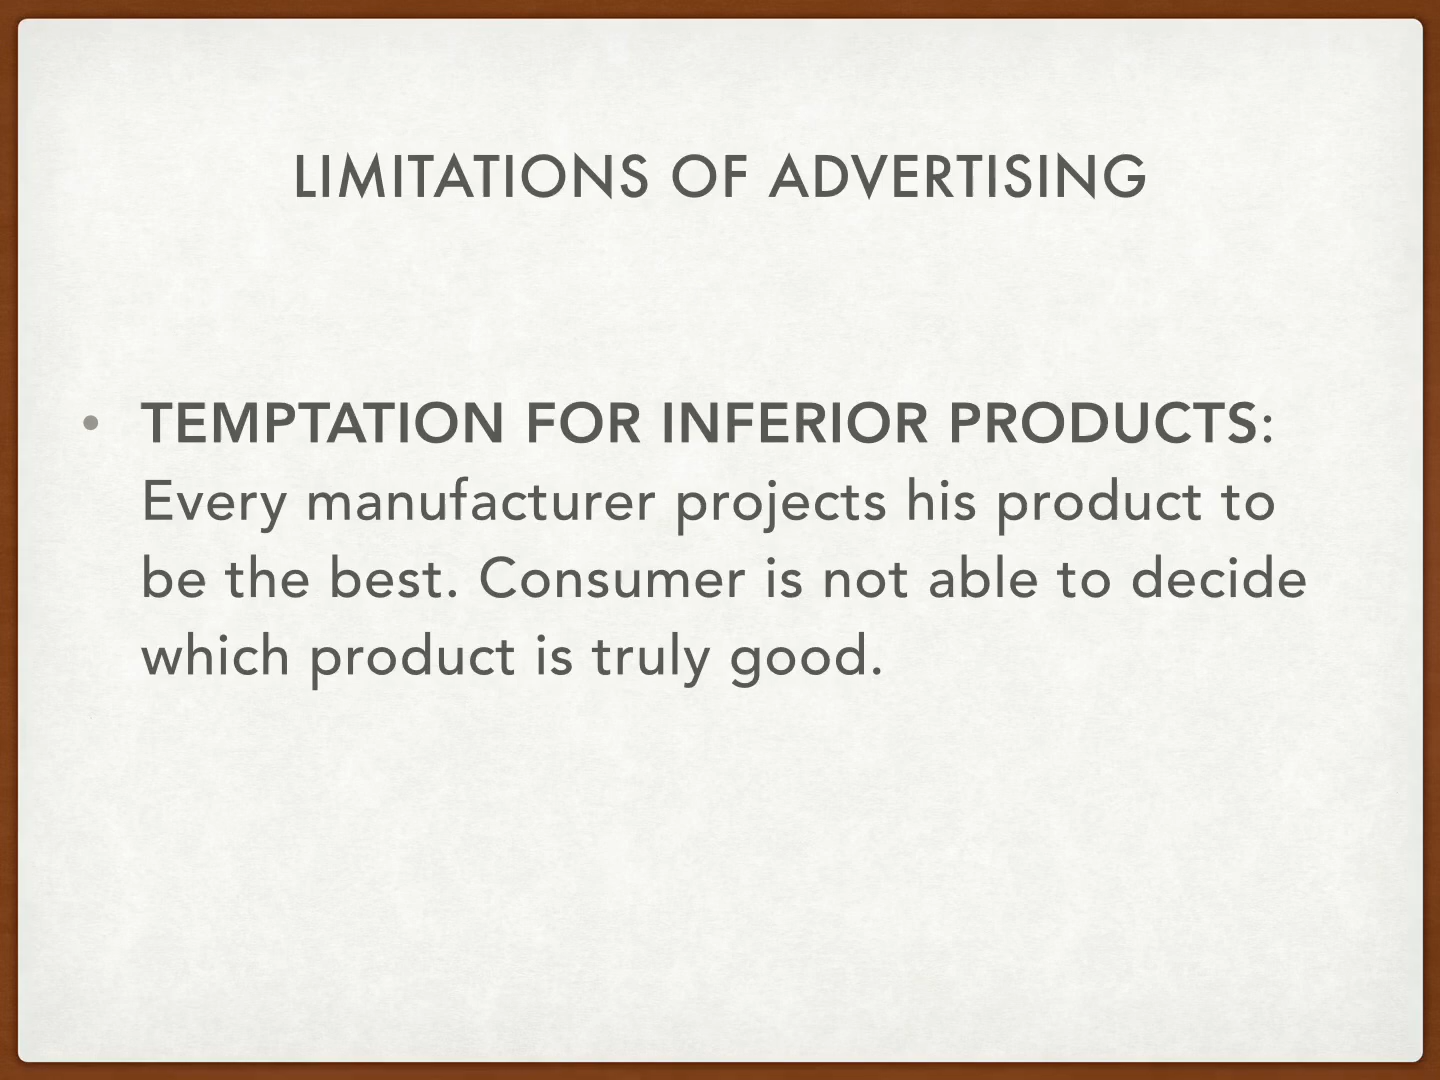 LIMITATIONS OF ADVERTISING
• TEMPTATION FOR INFERIOR PRODUCTS:
Every manufacturer projects his product to
be the best. Consumer is not able to decide
which product is truly good.